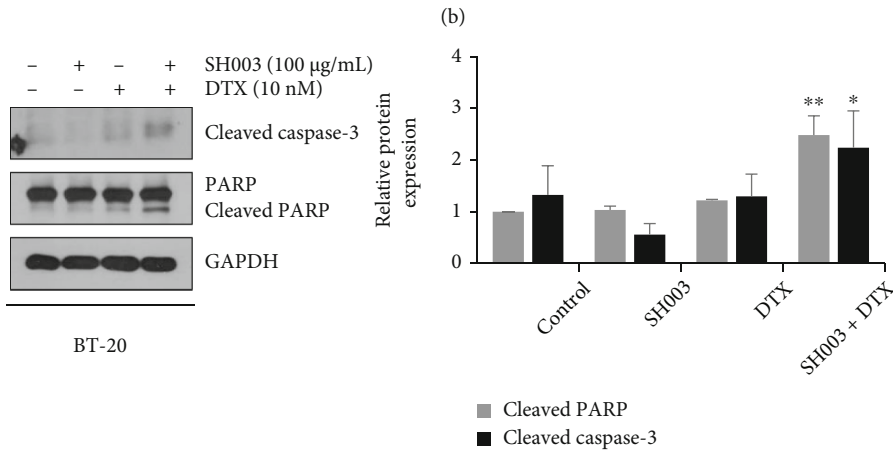 (b)
– + – + SH003 (100 μg/mL)
– – + + DTX (10 nM)
Cleaved caspase-3
PARP
Cleaved PARP
GAPDH
BT-20
Relative protein
expression
4
3
2
1
0
** *
Control
SH003
DTX
SH003 + DTX
Cleaved PARP
Cleaved caspase-3